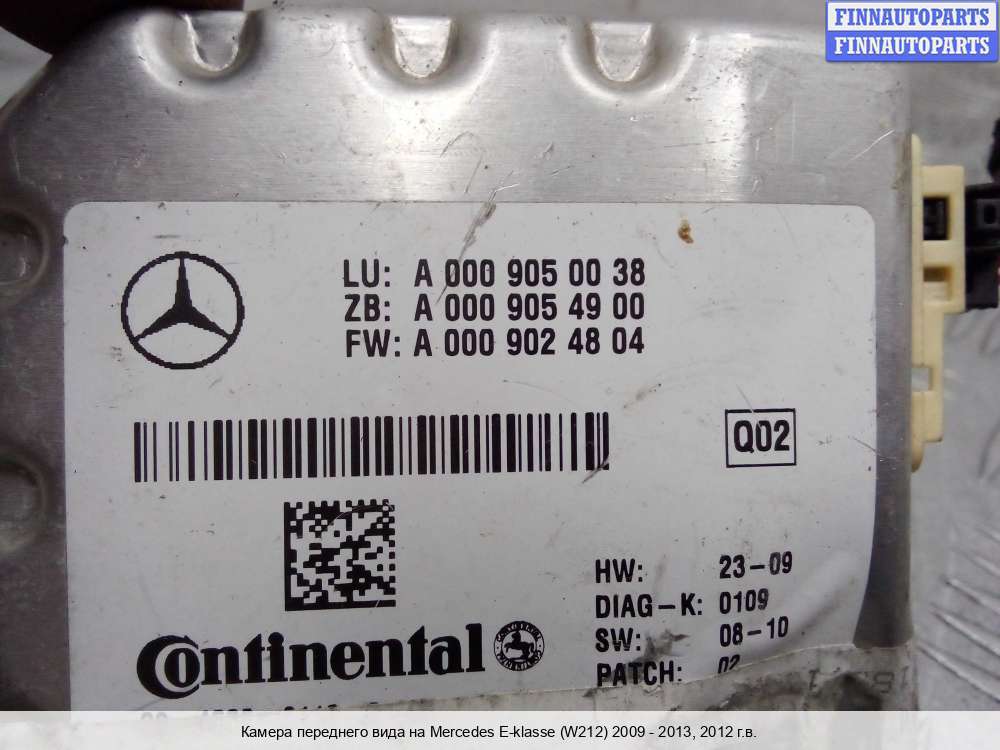 FINNAUTOPARTS
FINNAUTOPARTS
LU: A 000 905 00 38
ZB: A 000 905 49 00
FW: A 000 902 48 04
Q02
HW: 23-09
DIAG-K: 0109
SW: 08-10
PATCH: 02
Continental
Камера переднего вида на Mercedes E-klasse (W212) 2009 - 2013, 2012 г.в.